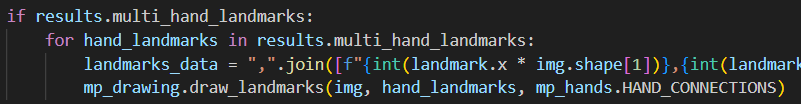 if results.multi_hand_landmarks:
for hand_landmarks in results.multi_hand_landmarks:
landmarks_data = ",".join([f"{int(landmark.x * img.shape[1])},{int(landmark
mp_drawing.draw_landmarks(img, hand_landmarks, mp_hands.HAND_CONNECTIONS)